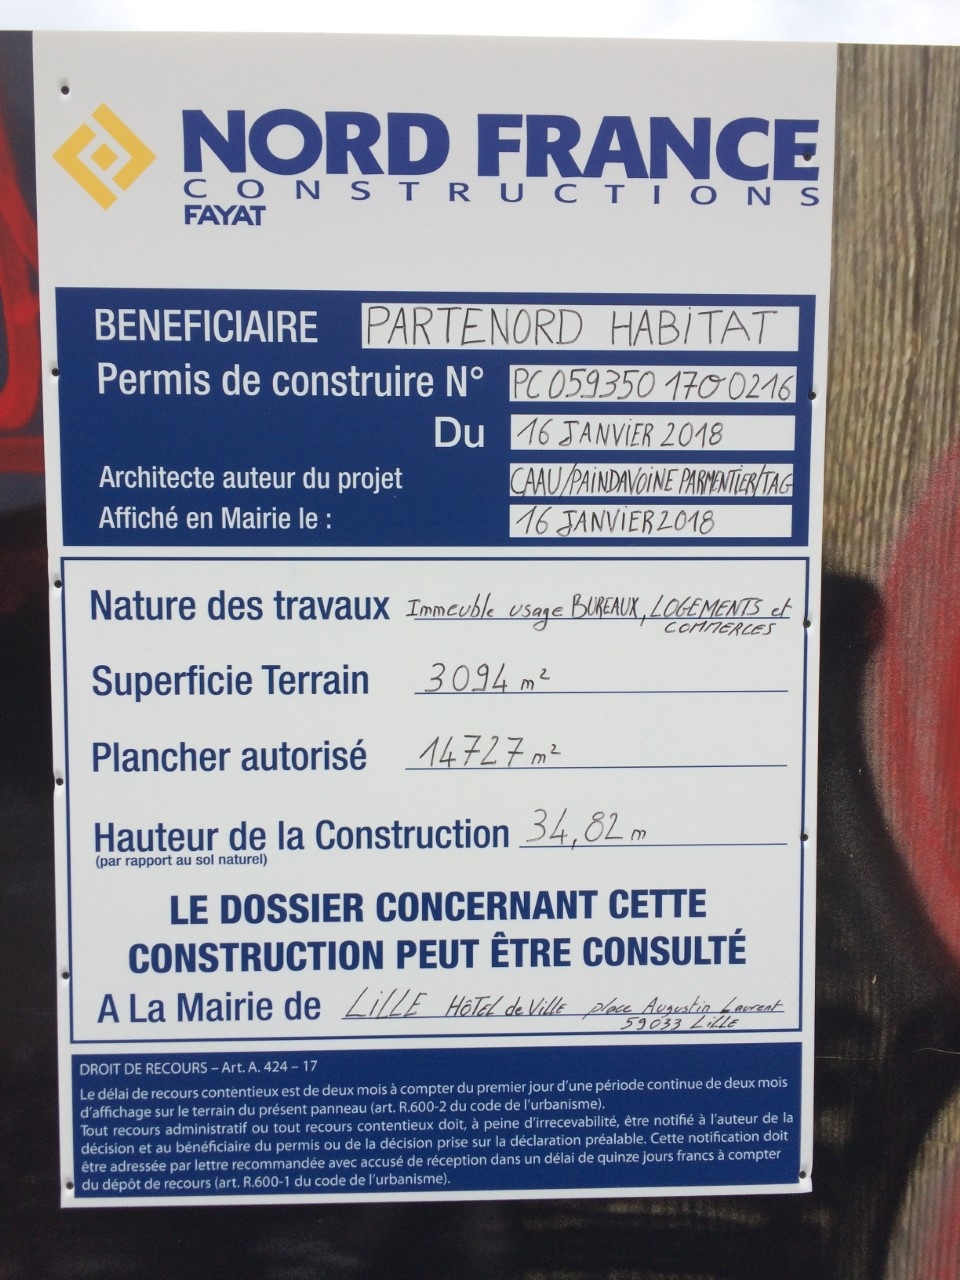 NORD FRANCE
CONSTRUCTIONS
FAYAT
BENEFICIAIRE PARTENORD HABITAT
Permis de construire N° PC 059350 17O0216
Du 16 JANVIER 2018
Architecte auteur du projet CAAU/PAINDAVOINE PARMENTIER/TAG
Affiché en Mairie le : 16 JANVIER 2018
Nature des travaux Immeuble usage BUREAUX, LOGEMENTS et
COMMERCES
Superficie Terrain 3094 m²
Plancher autorisé 14727 m²
Hauteur de la Construction 34,82 m
(par rapport au sol naturel)
LE DOSSIER CONCERNANT CETTE
CONSTRUCTION PEUT ÊTRE CONSULTÉ
A La Mairie de LILLE HÔTEL de VILLE place Augustin Laurent
59033 LILLE
DROIT DE RECOURS – Art. A. 424 – 17
Le délai de recours contentieux est de deux mois à compter du premier jour d'une période continue de deux mois
d'affichage sur le terrain du présent panneau (art. R.600-2 du code de l'urbanisme).
Tout recours administratif ou tout recours contentieux doit, à peine d'irrecevabilité, être notifié à l'auteur de la
décision et au bénéficiaire du permis ou de la décision prise sur la déclaration préalable. Cette notification doit
être adressée par lettre recommandée avec accusé de réception dans un délai de quinze jours francs à compter
du dépôt de recours (art. R.600-1 du code de l'urbanisme).